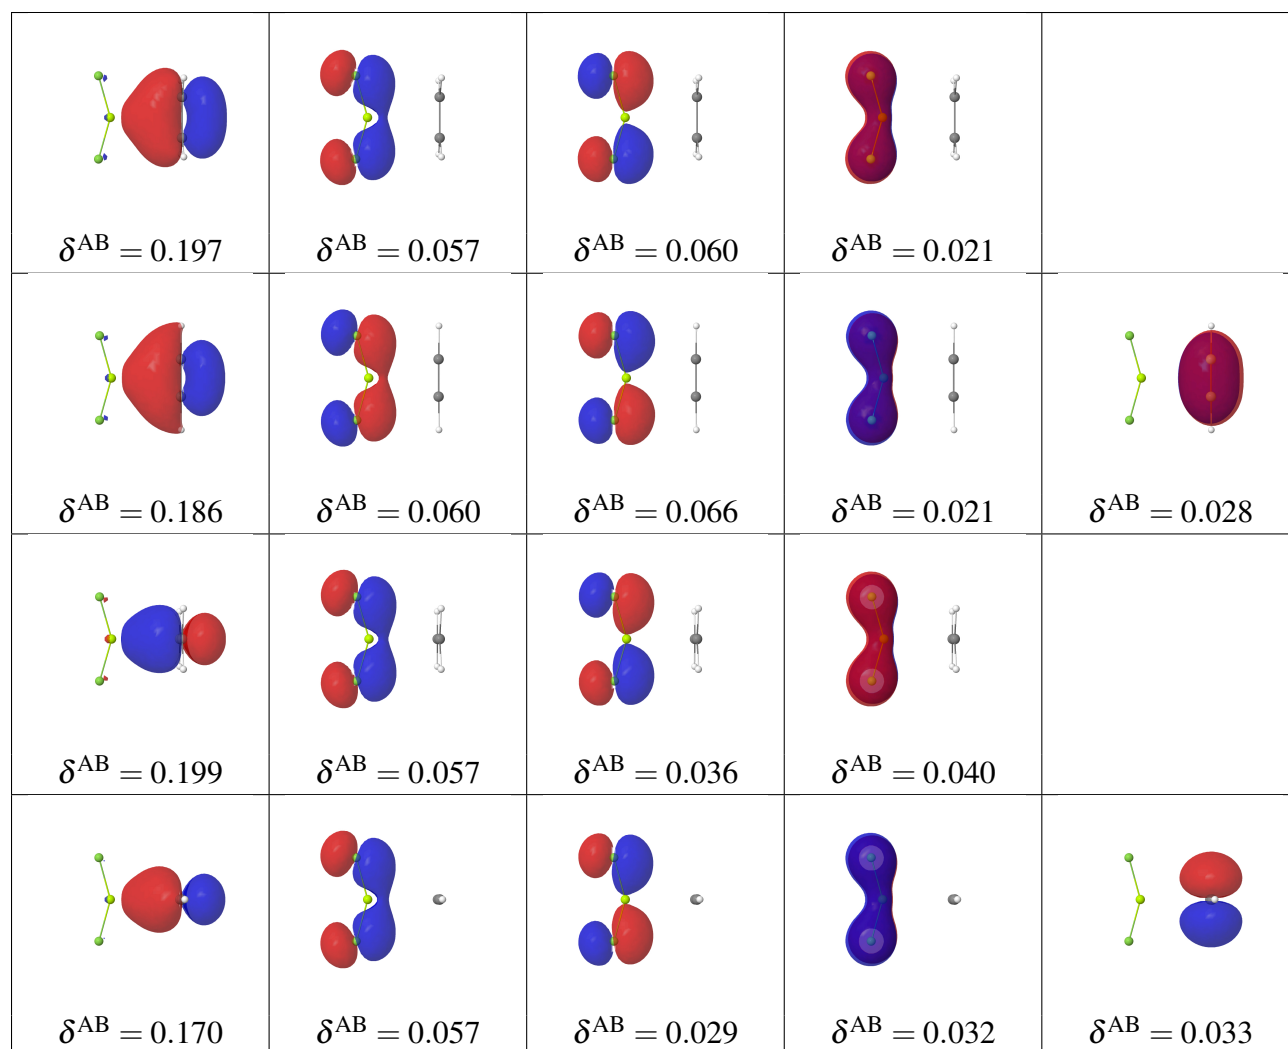 δ^AB = 0.197 δ^AB = 0.057 δ^AB = 0.060 δ^AB = 0.021
δ^AB = 0.186 δ^AB = 0.060 δ^AB = 0.066 δ^AB = 0.021 δ^AB = 0.028
δ^AB = 0.199 δ^AB = 0.057 δ^AB = 0.036 δ^AB = 0.040
δ^AB = 0.170 δ^AB = 0.057 δ^AB = 0.029 δ^AB = 0.032 δ^AB = 0.033